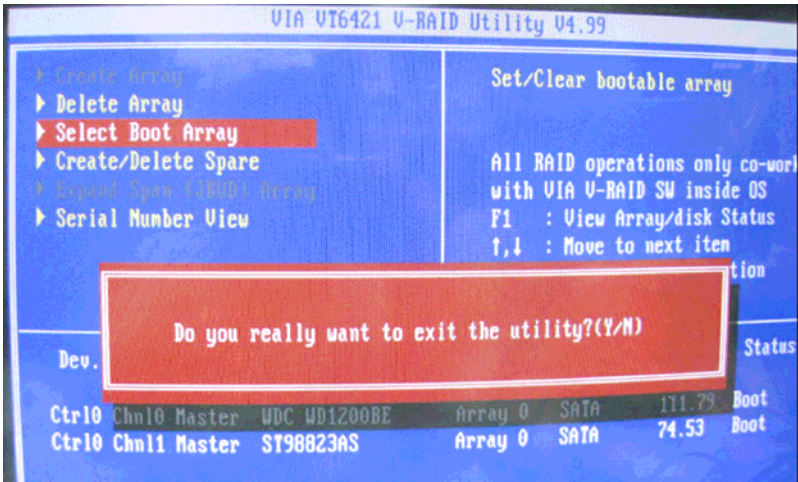 VIA VT6421 V-RAID Utility V4.99
Create Array
Delete Array
Select Boot Array
Create/Delete Spare
Expand Span (JBOD) Array
Serial Number View
Set/Clear bootable array
All RAID operations only co-work
with VIA V-RAID SW inside OS
F1 : View Array/disk Status
↑,↓ : Move to next item
tion
Do you really want to exit the utility?(Y/N)
Dev. Status
Ctrl0 Chnl0 Master WDC WD1200BE Array 0 SATA 111.79 Boot
Ctrl0 Chnl1 Master ST98823AS Array 0 SATA 74.53 Boot